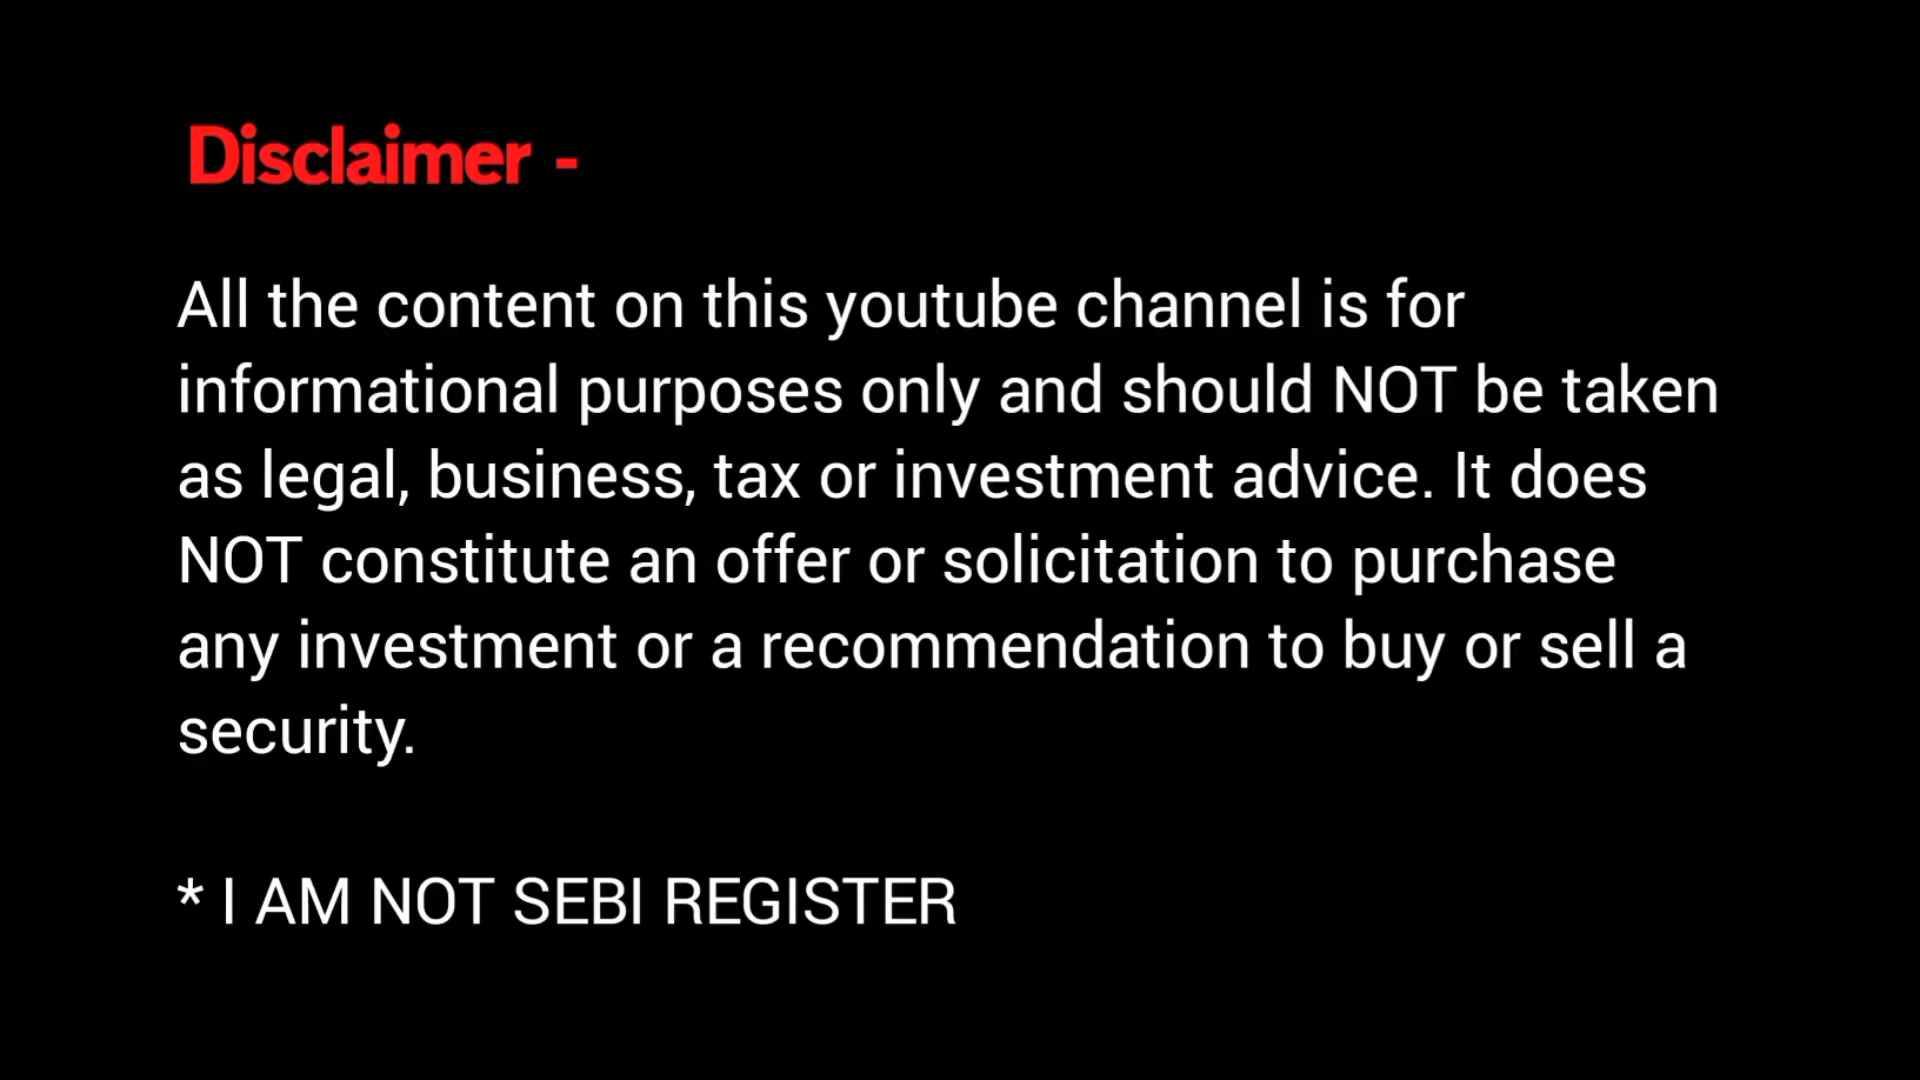 Disclaimer -
All the content on this youtube channel is for
informational purposes only and should NOT be taken
as legal, business, tax or investment advice. It does
NOT constitute an offer or solicitation to purchase
any investment or a recommendation to buy or sell a
security.
* I AM NOT SEBI REGISTER